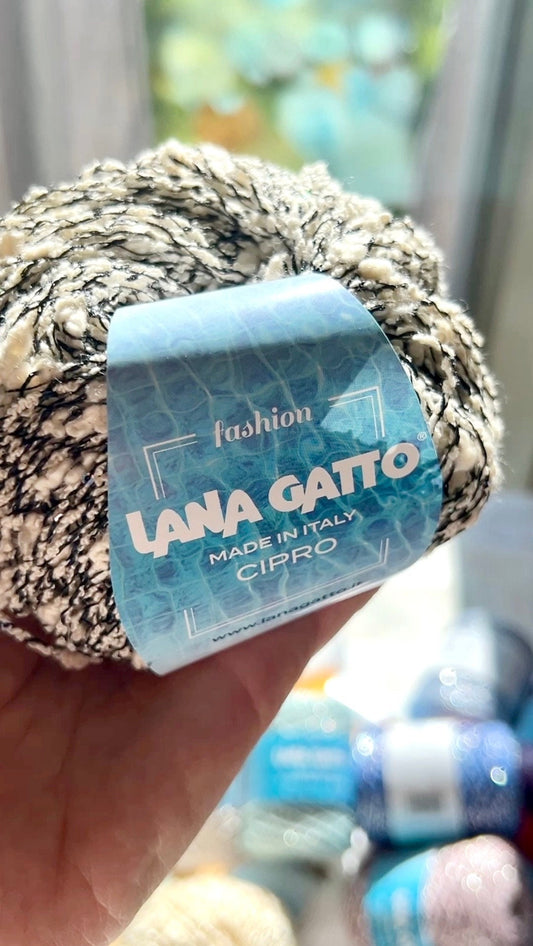 fashion
LANA GATTO®
MADE IN ITALY
CIPRO
www.lanagatto.it